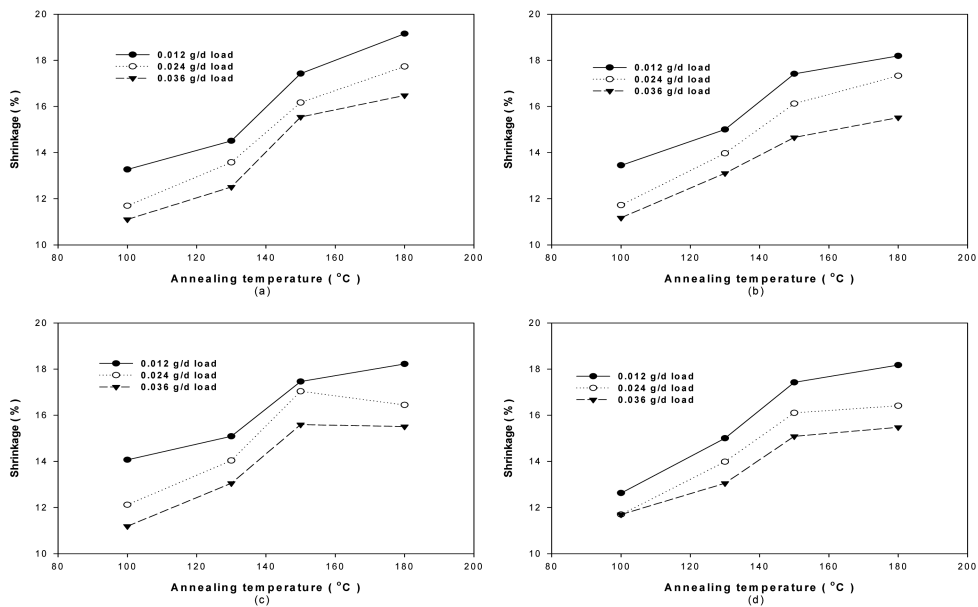 20
18
16
14
12
10
Shrinkage ( % )
0.012 g/d load
0.024 g/d load
0.036 g/d load
80 100 120 140 160 180 200
Annealing temperature ( °C )
(a)
20
18
16
14
12
10
Shrinkage ( % )
0.012 g/d load
0.024 g/d load
0.036 g/d load
80 100 120 140 160 180 200
Annealing temperature ( °C )
(b)
20
18
16
14
12
10
Shrinkage ( % )
0.012 g/d load
0.024 g/d load
0.036 g/d load
80 100 120 140 160 180 200
Annealing temperature ( °C )
(c)
20
18
16
14
12
10
Shrinkage ( % )
0.012 g/d load
0.024 g/d load
0.036 g/d load
80 100 120 140 160 180 200
Annealing temperature ( °C )
(d)